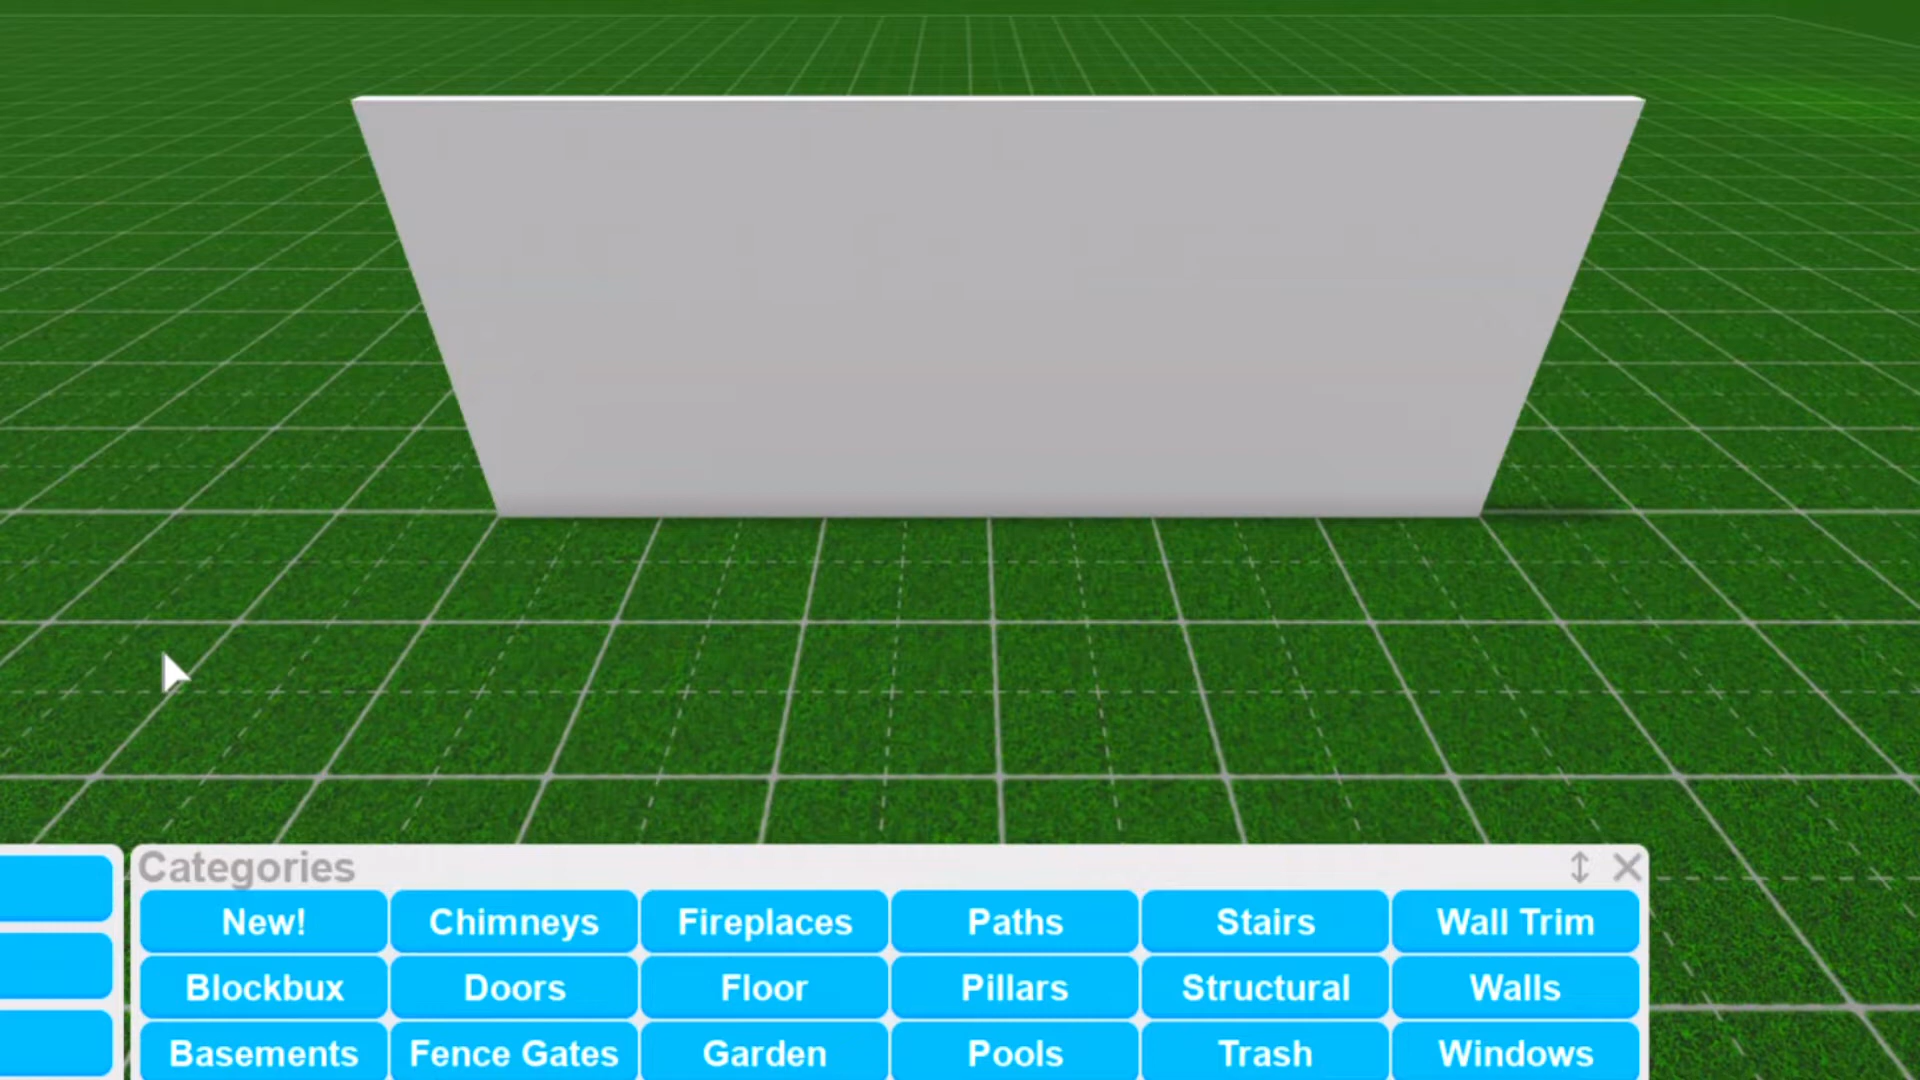 Categories
New! Chimneys Fireplaces Paths Stairs Wall Trim
Blockbux Doors Floor Pillars Structural Walls
Basements Fence Gates Garden Pools Trash Windows